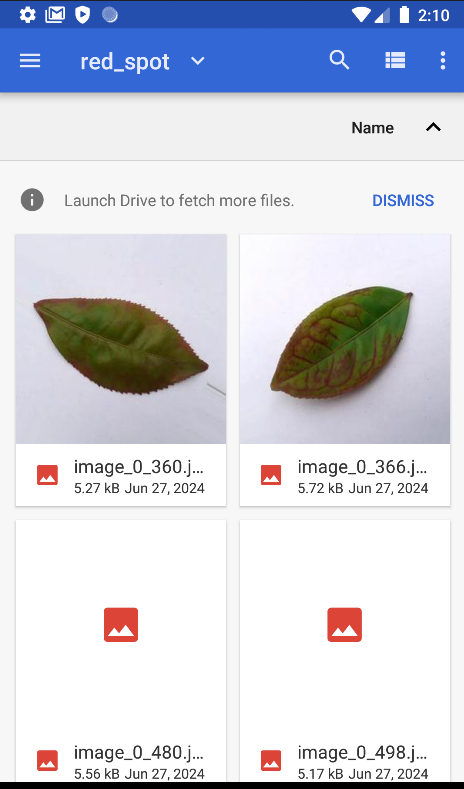 2:10
red_spot
Name
Launch Drive to fetch more files.
DISMISS
image_0_360.j...
5.27 kB Jun 27, 2024
image_0_366.j...
5.72 kB Jun 27, 2024
image_0_480.j...
5.56 kB Jun 27, 2024
image_0_498.j...
5.17 kB Jun 27, 2024